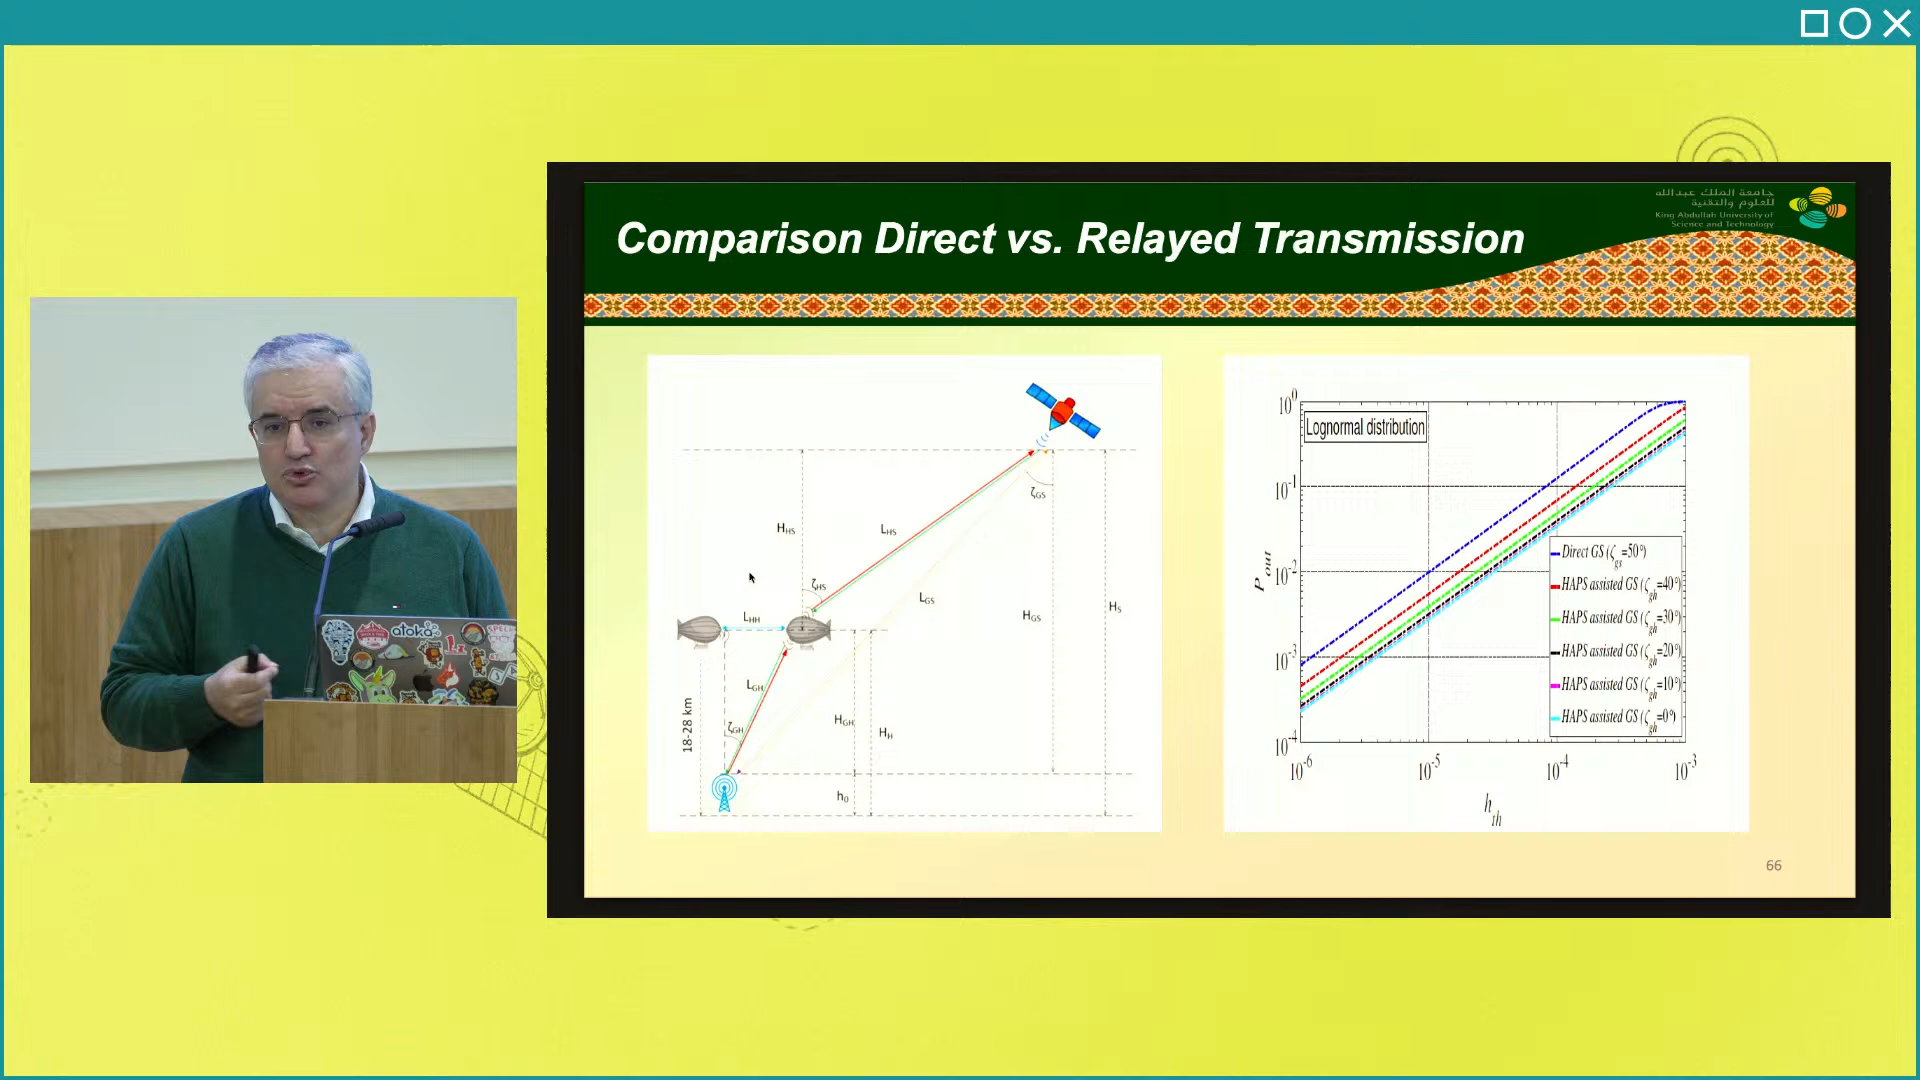 Comparison Direct vs. Relayed Transmission
جامعة الملك عبدالله
للعلوم والتقنية
King Abdullah University of
Science and Technology
HHS
LHS
ζGS
ζHS
LHH
LGS
HGS
HS
LGH
ζGH
HGH
HH
18-28 km
h0
Lognormal distribution
10^0
10^-1
10^-2
10^-3
10^-4
P out
Direct GS (ζgs=50°)
HAPS assisted GS (ζgh=40°)
HAPS assisted GS (ζgh=30°)
HAPS assisted GS (ζgh=20°)
HAPS assisted GS (ζgh=10°)
HAPS assisted GS (ζgh=0°)
10^-6
10^-5
10^-4
10^-3
h th
66
atoka